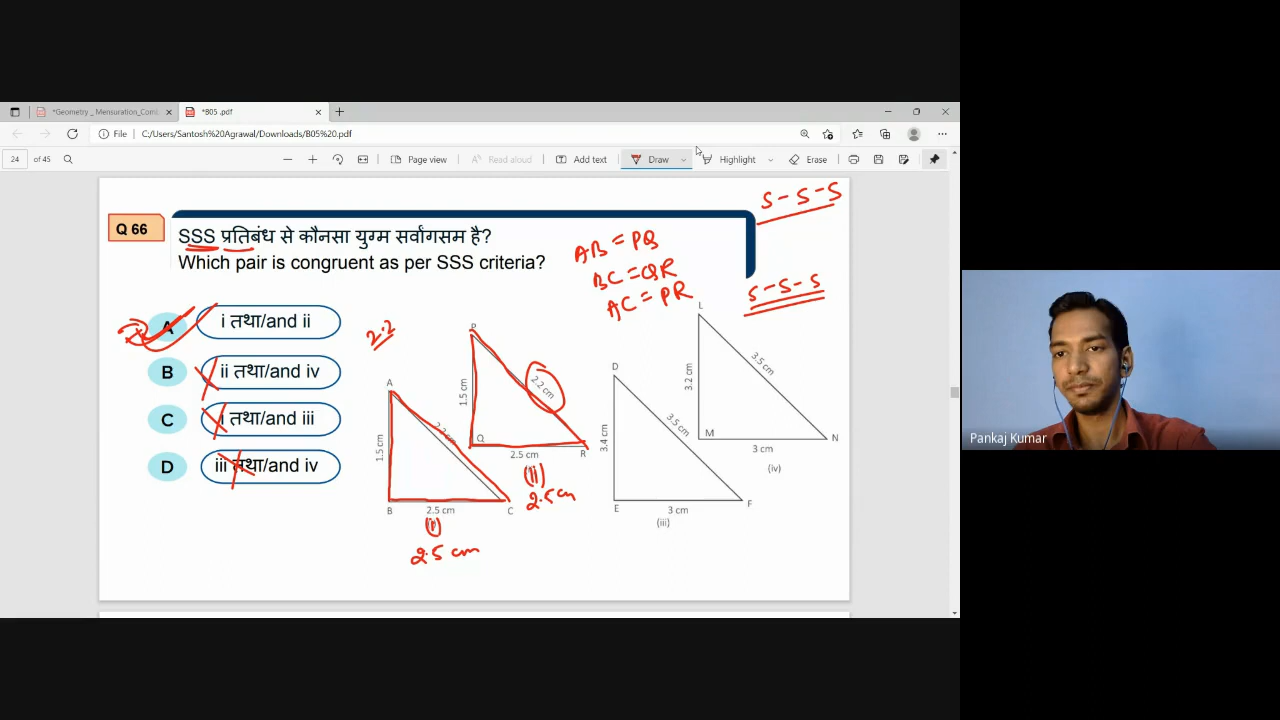 *Geometry _ Mensuration_Comb
*B05 .pdf
File
C:/Users/Santosh%20Agrawal/Downloads/B05%20.pdf
24 of 45
Page view
Read aloud
Add text
Draw
Highlight
Erase
Q 66
SSS प्रतिबंध से कौनसा युग्म सर्वांगसम है?
Which pair is congruent as per SSS criteria?
S-S-S
AB = PQ
BC = QR
AC = PR
S-S-S
A
i तथा/and ii
B
ii तथा/and iv
C
i तथा/and iii
D
iii तथा/and iv
2.2
A
1.5 cm
2.2 cm
B
2.5 cm
C
(i)
2.5 cm
P
1.5 cm
2.2 cm
Q
2.5 cm
R
(ii)
2.5 cm
D
3.4 cm
3.5 cm
E
3 cm
F
(iii)
L
3.2 cm
3.5 cm
M
3 cm
N
(iv)
Pankaj Kumar